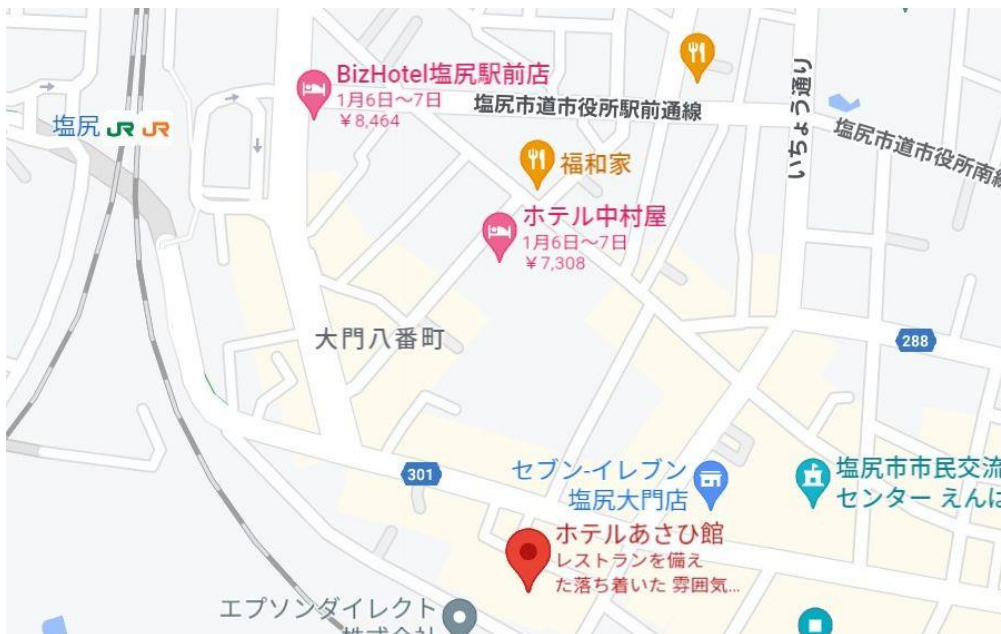 BizHotel塩尻駅前店
1月6日～7日
￥8,464
塩尻市道市役所駅前通線
いちょう通り
塩尻 JR JR
塩尻市道市役所南線
福和家
ホテル中村屋
1月6日～7日
￥7,308
大門八番町
288
301
セブン-イレブン
塩尻大門店
塩尻市市民交流
センター えんぱ
ホテルあさひ館
レストランを備え
た落ち着いた 雰囲気...
エプソンダイレクト
株式会社